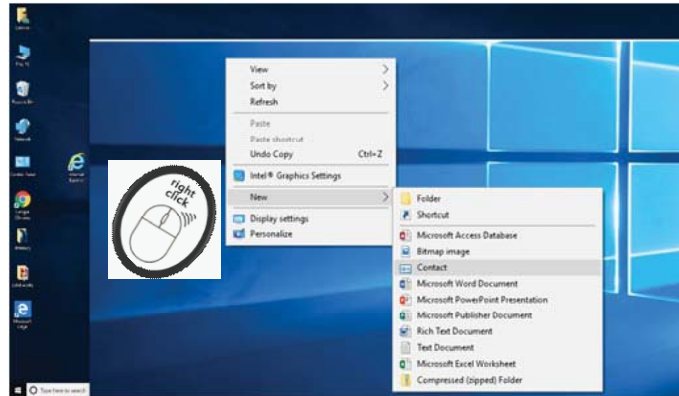 View
Sort by
Refresh
Paste
Paste shortcut
Undo Copy Ctrl+Z
Intel® Graphics Settings
New
Display settings
Personalize
right
click
Folder
Shortcut
Microsoft Access Database
Bitmap image
Contact
Microsoft Word Document
Microsoft PowerPoint Presentation
Microsoft Publisher Document
Rich Text Document
Text Document
Microsoft Excel Worksheet
Compressed (zipped) Folder
Type here to search